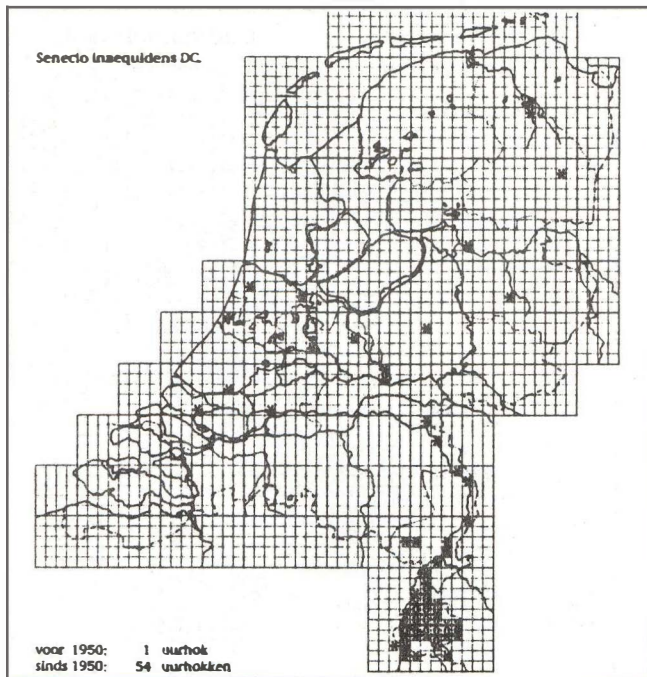 Senecio inaequidens DC.
voor 1950: 1 uurhok
sinds 1950: 54 uurhokken